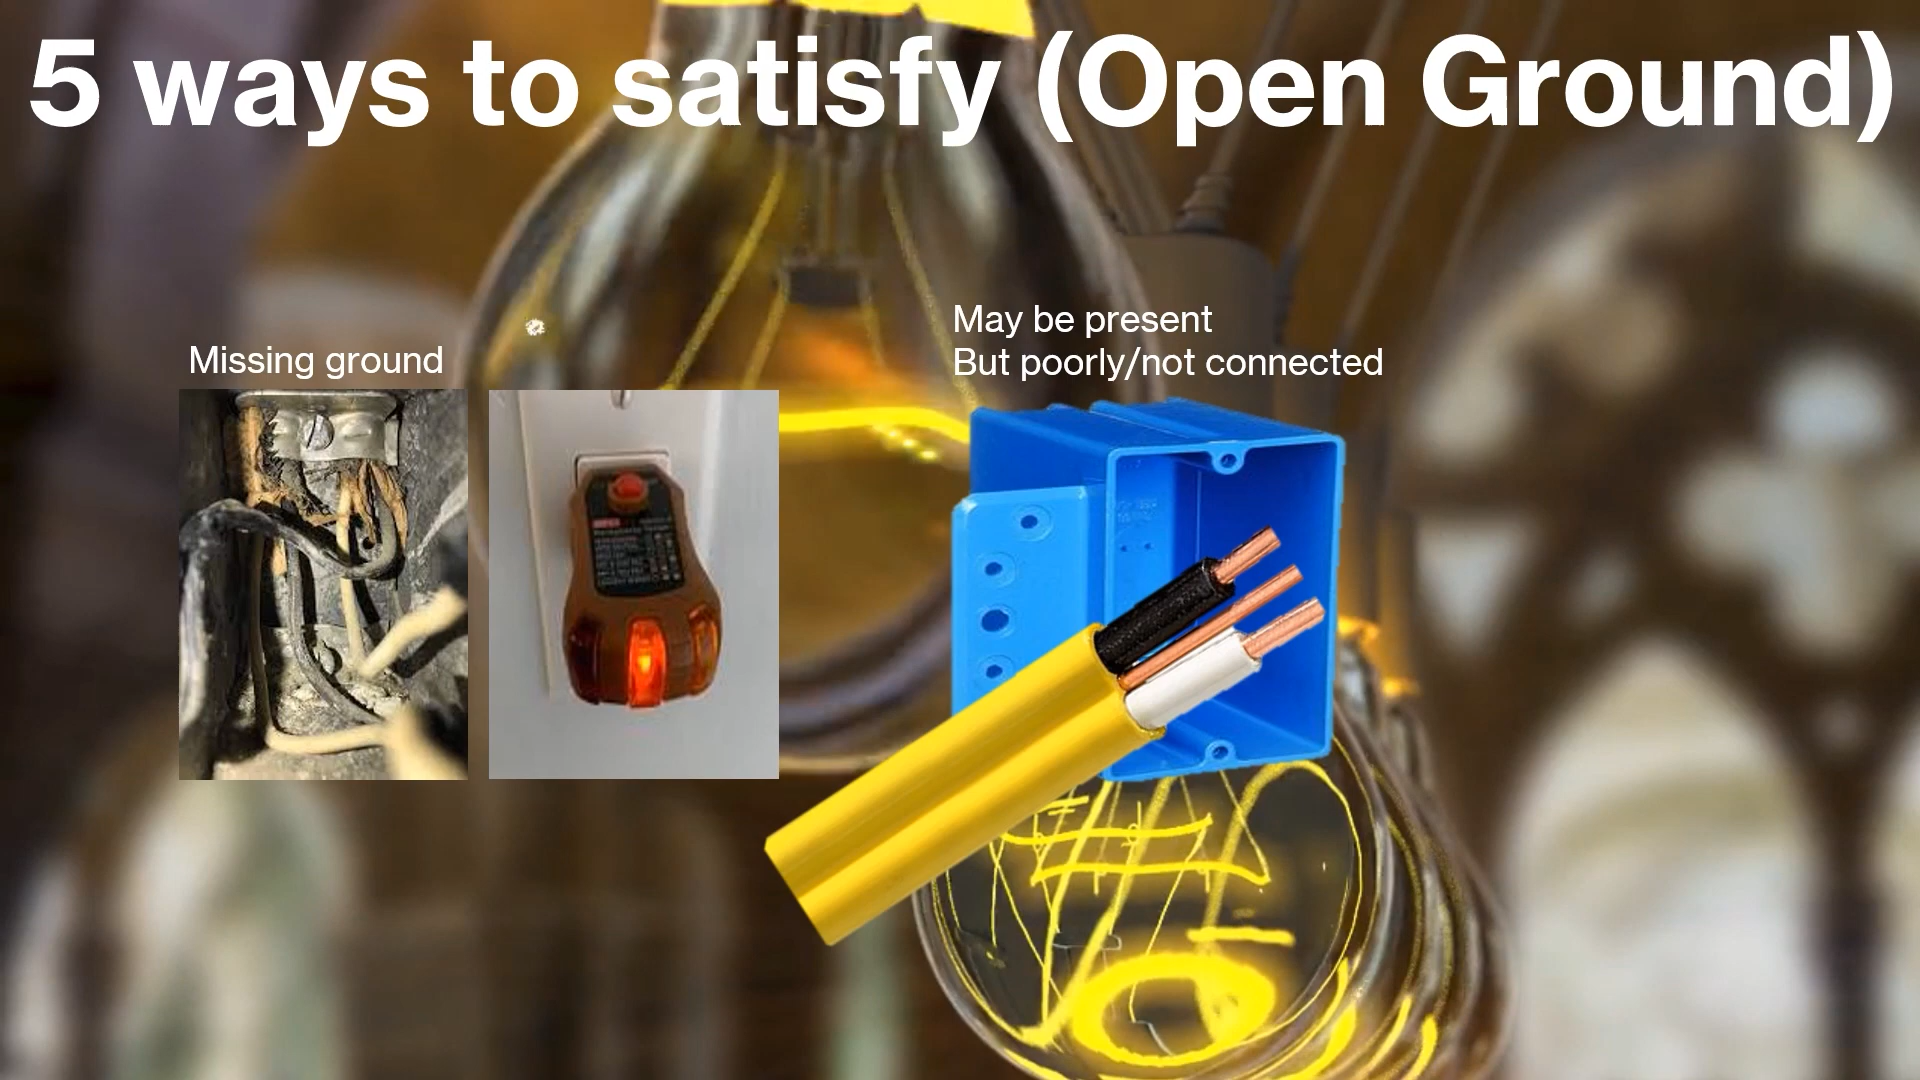 5 ways to satisfy (Open Ground)
May be present
Missing ground
But poorly/not connected